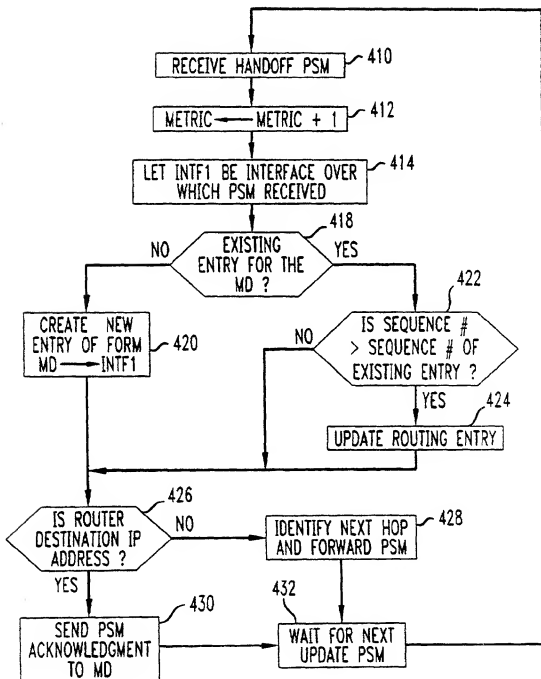 RECEIVE HANDOFF PSM
410
METRIC ← METRIC + 1
412
LET INTF1 BE INTERFACE OVER
WHICH PSM RECEIVED
414
418
NO
EXISTING
ENTRY FOR THE
MD ?
YES
422
CREATE NEW
ENTRY OF FORM
MD → INTF1
420
NO
IS SEQUENCE #
> SEQUENCE # OF
EXISTING ENTRY ?
YES
424
UPDATE ROUTING ENTRY
426
IS ROUTER
DESTINATION IP
ADDRESS ?
NO
IDENTIFY NEXT HOP
AND FORWARD PSM
428
YES
430
SEND PSM
ACKNOWLEDGMENT
TO MD
432
WAIT FOR NEXT
UPDATE PSM